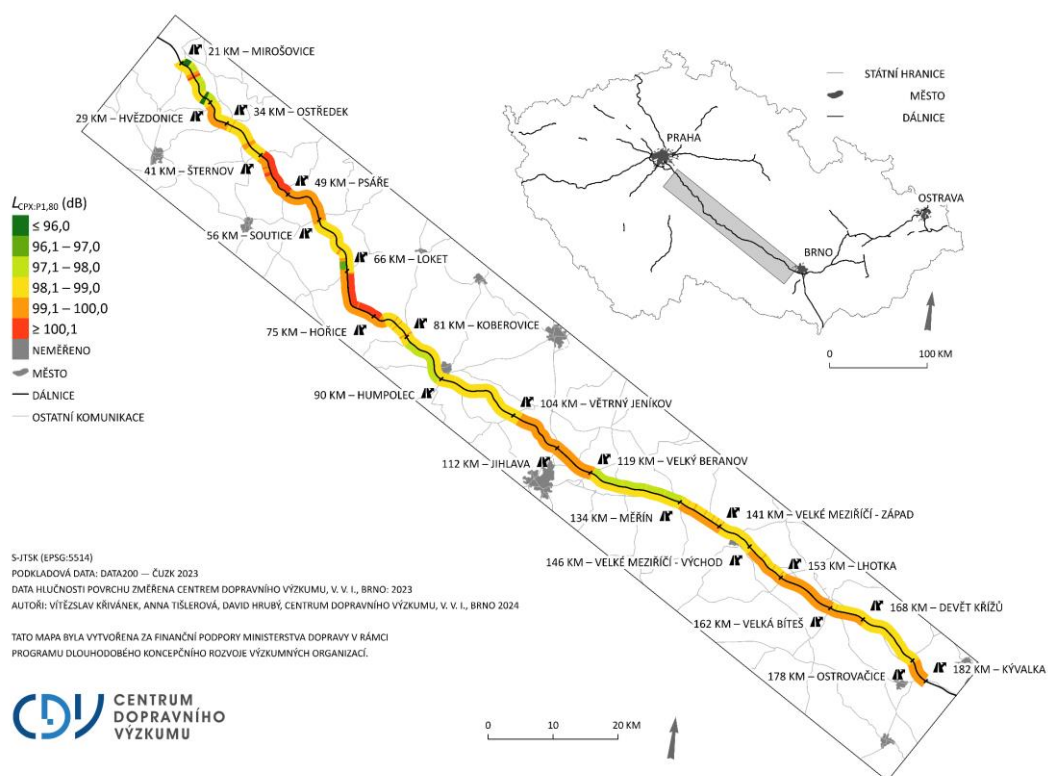 21 KM – MIROŠOVICE
29 KM – HVĚZDONICE
34 KM – OSTŘEDEK
41 KM – ŠTERNOV
49 KM – PSÁŘE
56 KM – SOUTICE
66 KM – LOKET
75 KM – HOŘICE
81 KM – KOBEROVICE
90 KM – HUMPOLEC
104 KM – VĚTRNÝ JENÍKOV
112 KM – JIHLAVA
119 KM – VELKÝ BERANOV
134 KM – MĚŘÍN
141 KM – VELKÉ MEZIŘÍČÍ - ZÁPAD
146 KM – VELKÉ MEZIŘÍČÍ - VÝCHOD
153 KM – LHOTKA
162 KM – VELKÁ BÍTEŠ
168 KM – DEVĚT KŘÍŽŮ
178 KM – OSTROVAČICE
182 KM – KÝVALKA
STÁTNÍ HRANICE
MĚSTO
DÁLNICE
PRAHA
OSTRAVA
BRNO
0 100 KM
LCPX:P1,80 (dB)
≤ 96,0
96,1 – 97,0
97,1 – 98,0
98,1 – 99,0
99,1 – 100,0
≥ 100,1
NEMĚŘENO
MĚSTO
DÁLNICE
OSTATNÍ KOMUNIKACE
S-JTSK (EPSG:5514)
PODKLADOVÁ DATA: DATA200 — ČUZK 2023
DATA HLUČNOSTI POVRCHU ZMĚŘENA CENTREM DOPRAVNÍHO VÝZKUMU, V. V. I., BRNO: 2023
AUTOŘI: VÍTĚZSLAV KŘIVÁNEK, ANNA TIŠLEROVÁ, DAVID HRUBÝ, CENTRUM DOPRAVNÍHO VÝZKUMU, V. V. I., BRNO 2024
TATO MAPA BYLA VYTVOŘENA ZA FINANČNÍ PODPORY MINISTERSTVA DOPRAVY V RÁMCI
PROGRAMU DLOUHODOBÉHO KONCEPČNÍHO ROZVOJE VÝZKUMNÝCH ORGANIZACÍ.
CDV
CENTRUM
DOPRAVNÍHO
VÝZKUMU
0 10 20 KM